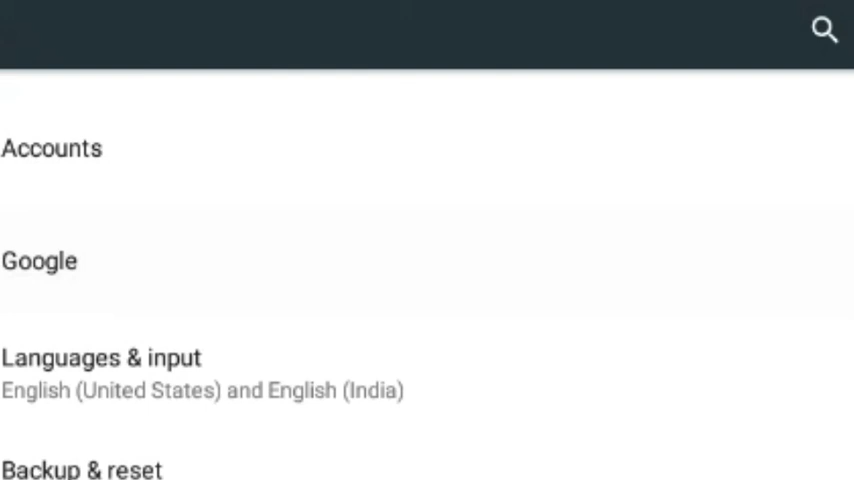 Accounts
Google
Languages & input
English (United States) and English (India)
Backup & reset